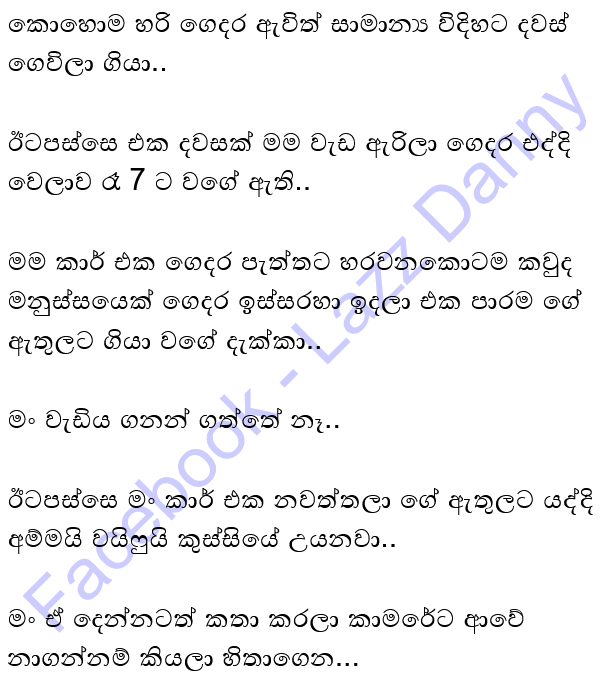 කොහොම හරි ගෙදර ඇවිත් සාමාන්‍ය විදිහට දවස්
ගෙවිලා ගියා..
ඊටපස්සෙ එක දවසක් මම වැඩ ඇරිලා ගෙදර එද්දි
වෙලාව රෑ 7 ට වගේ ඇති..
මම කාර් එක ගෙදර පැත්තට හරවනකොටම කවුද
මනුස්සයෙක් ගෙදර ඉස්සරහා ඉදලා එක පාරම ගේ
ඇතුලට ගියා වගේ දැක්කා..
මං වැඩිය ගනන් ගත්තේ නෑ..
ඊටපස්සෙ මං කාර් එක නවත්තලා ගේ ඇතුලට යද්දි
අම්මයි වයිෆුයි කුස්සියේ උයනවා..
මං ඒ දෙන්නටත් කතා කරලා කාමරේට ආවේ
නාගන්නම් කියලා හිතාගෙන...
Facebook - Lazz Danny